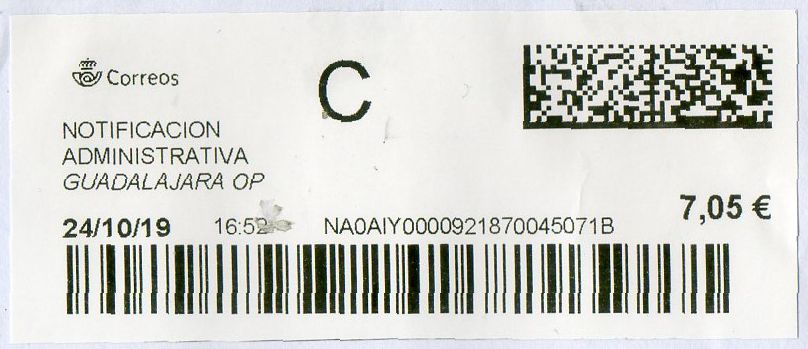 Correos
C
NOTIFICACION
ADMINISTRATIVA
GUADALAJARA OP
7,05 €
24/10/19 16:52 NA0AIY0000921870045071B